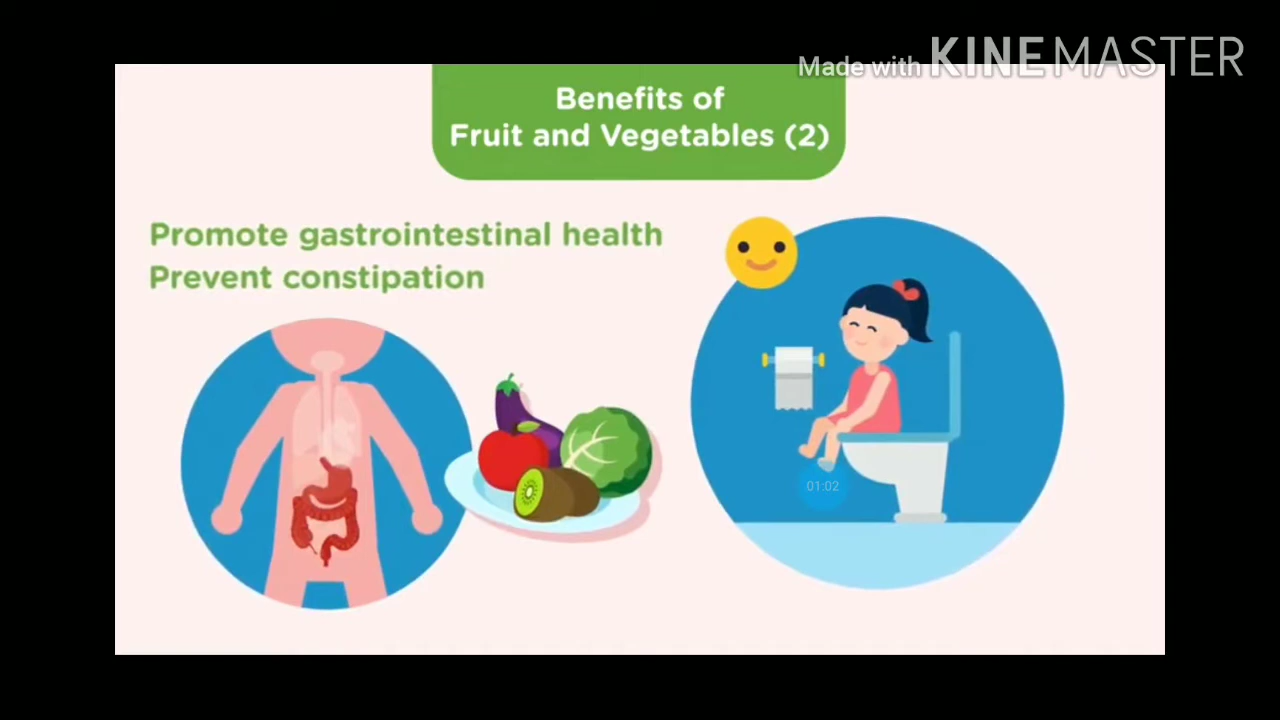 Made with KINEMASTER
Benefits of
Fruit and Vegetables (2)
Promote gastrointestinal health
Prevent constipation
01:02